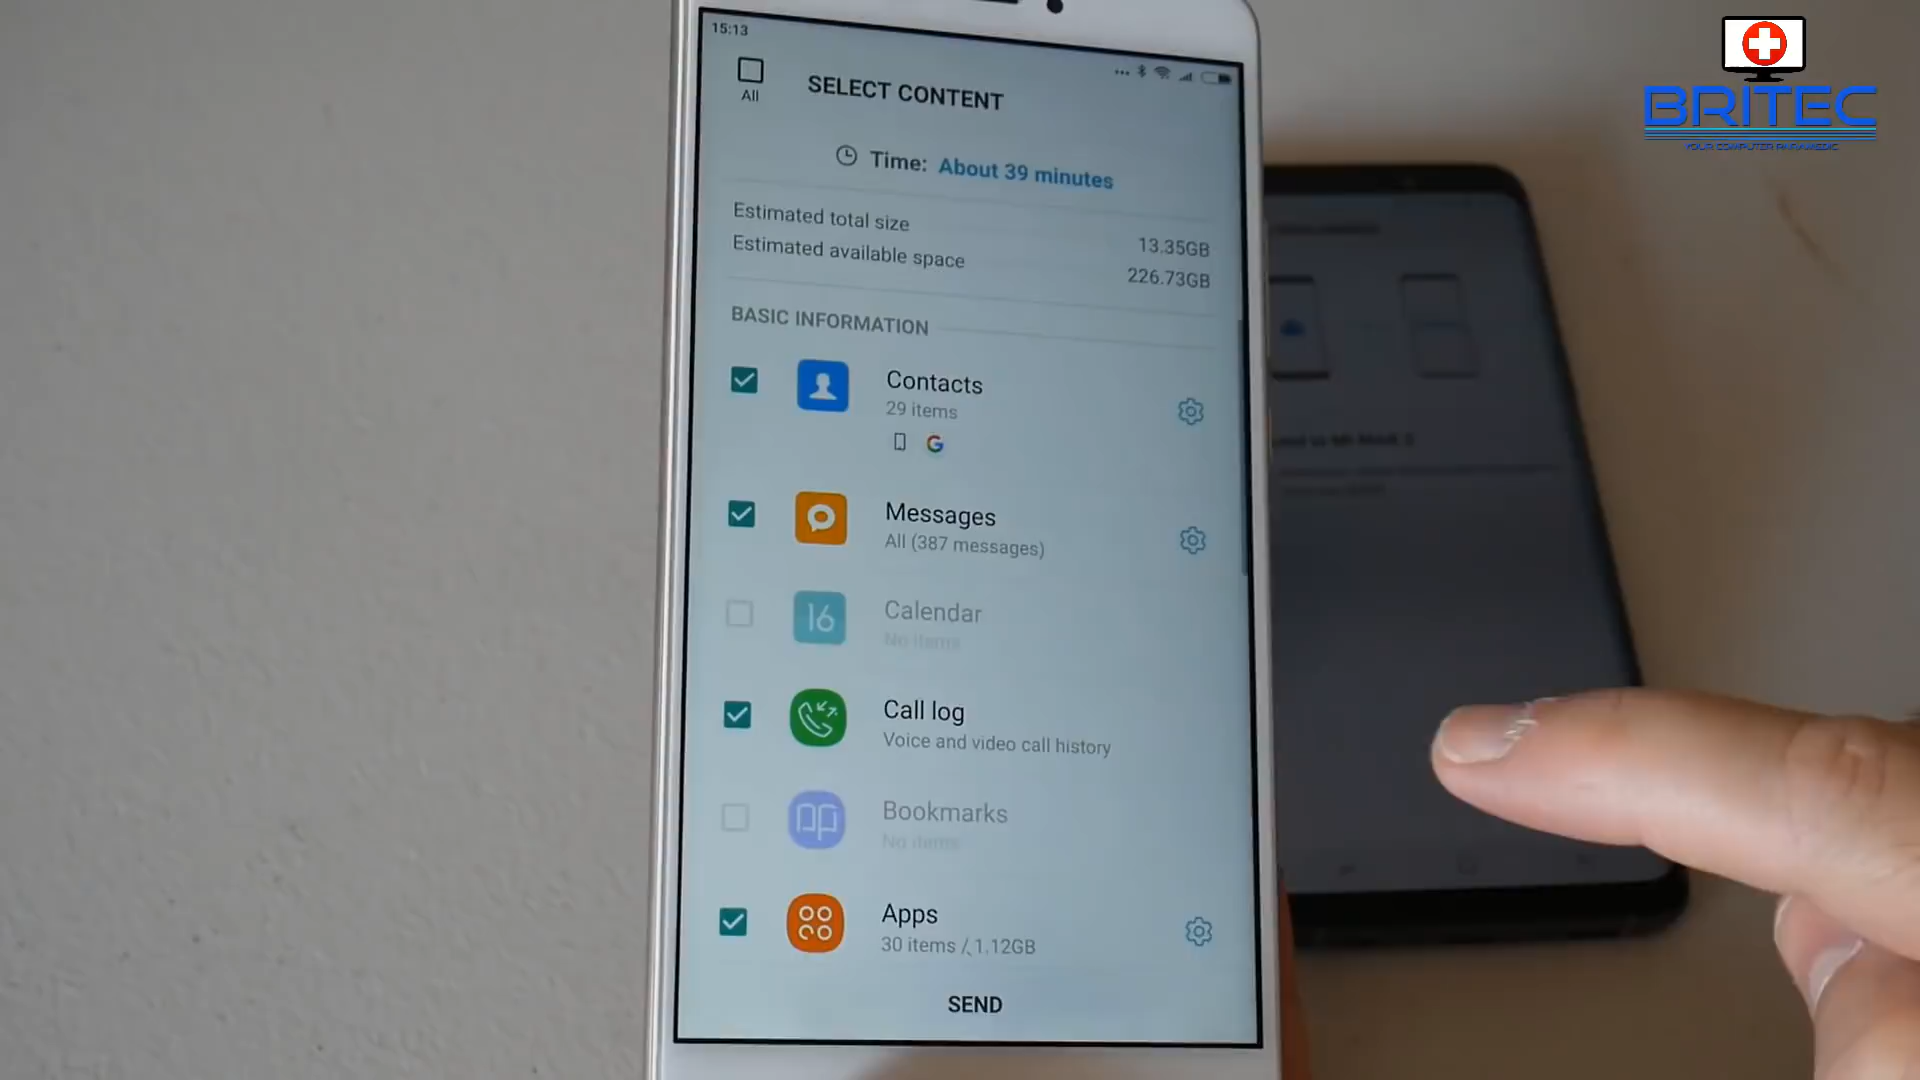 15:13
All
SELECT CONTENT
Time: About 39 minutes
Estimated total size 13.35GB
Estimated available space 226.73GB
BASIC INFORMATION
Contacts
29 items
G
Messages
All (387 messages)
16
Calendar
No items
Call log
Voice and video call history
Bookmarks
No items
Apps
30 items / 1.12GB
SEND
BRITEC
YOUR COMPUTER PARAMEDIC